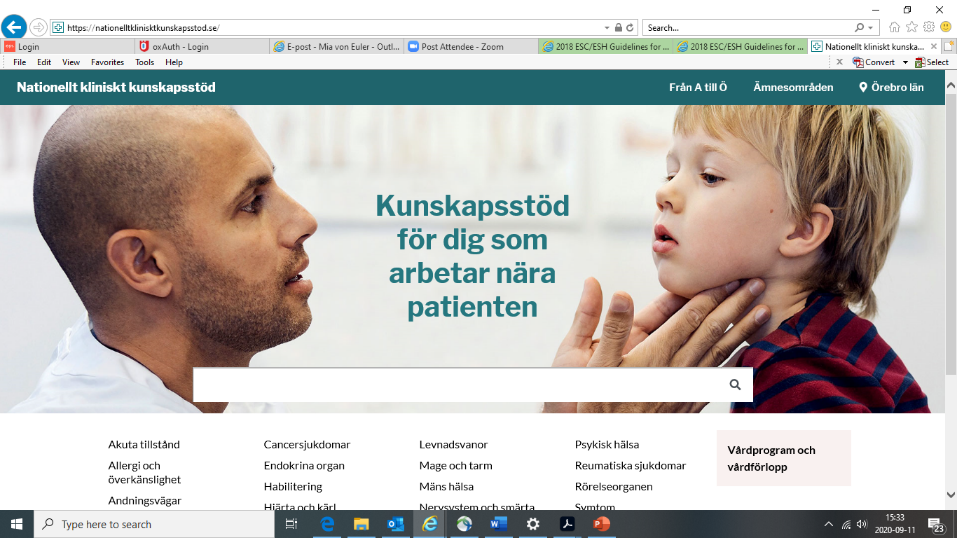 https://nationelltklinisktkunskapsstod.se/
Search...
Login
oxAuth - Login
E-post - Mia von Euler - Outl...
Post Attendee - Zoom
2018 ESC/ESH Guidelines for ...
2018 ESC/ESH Guidelines for ...
Nationellt kliniskt kunska...
File Edit View Favorites Tools Help
Convert Select
Nationellt kliniskt kunskapsstöd
Från A till Ö Ämnesområden Örebro län
Kunskapsstöd
för dig som
arbetar nära
patienten
Akuta tillstånd
Allergi och
överkänslighet
Andningsvägar
Cancersjukdomar
Endokrina organ
Habilitering
Hjärta och kärl
Levnadsvanor
Mage och tarm
Mäns hälsa
Nervsystem och smärta
Psykisk hälsa
Reumatiska sjukdomar
Rörelseorganen
Symtom
Vårdprogram och
vårdförlopp
Type here to search
15:33
2020-09-11
23